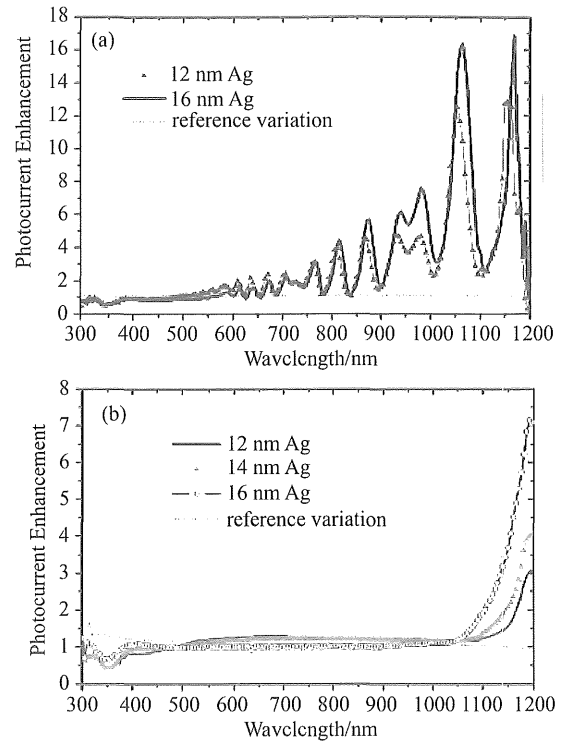 18
(a)
16
14
12 nm Ag
16 nm Ag
12
reference variation
10
8
6
4
2
0
300 400 500 600 700 800 900 1000 1100 1200
Photocurrent Enhancement
Wavelength/nm
8
(b)
7
12 nm Ag
6
14 nm Ag
5
16 nm Ag
4
reference variation
3
2
1
0
300 400 500 600 700 800 900 1000 1100 1200
Photocurrent Enhancement
Wavelength/nm